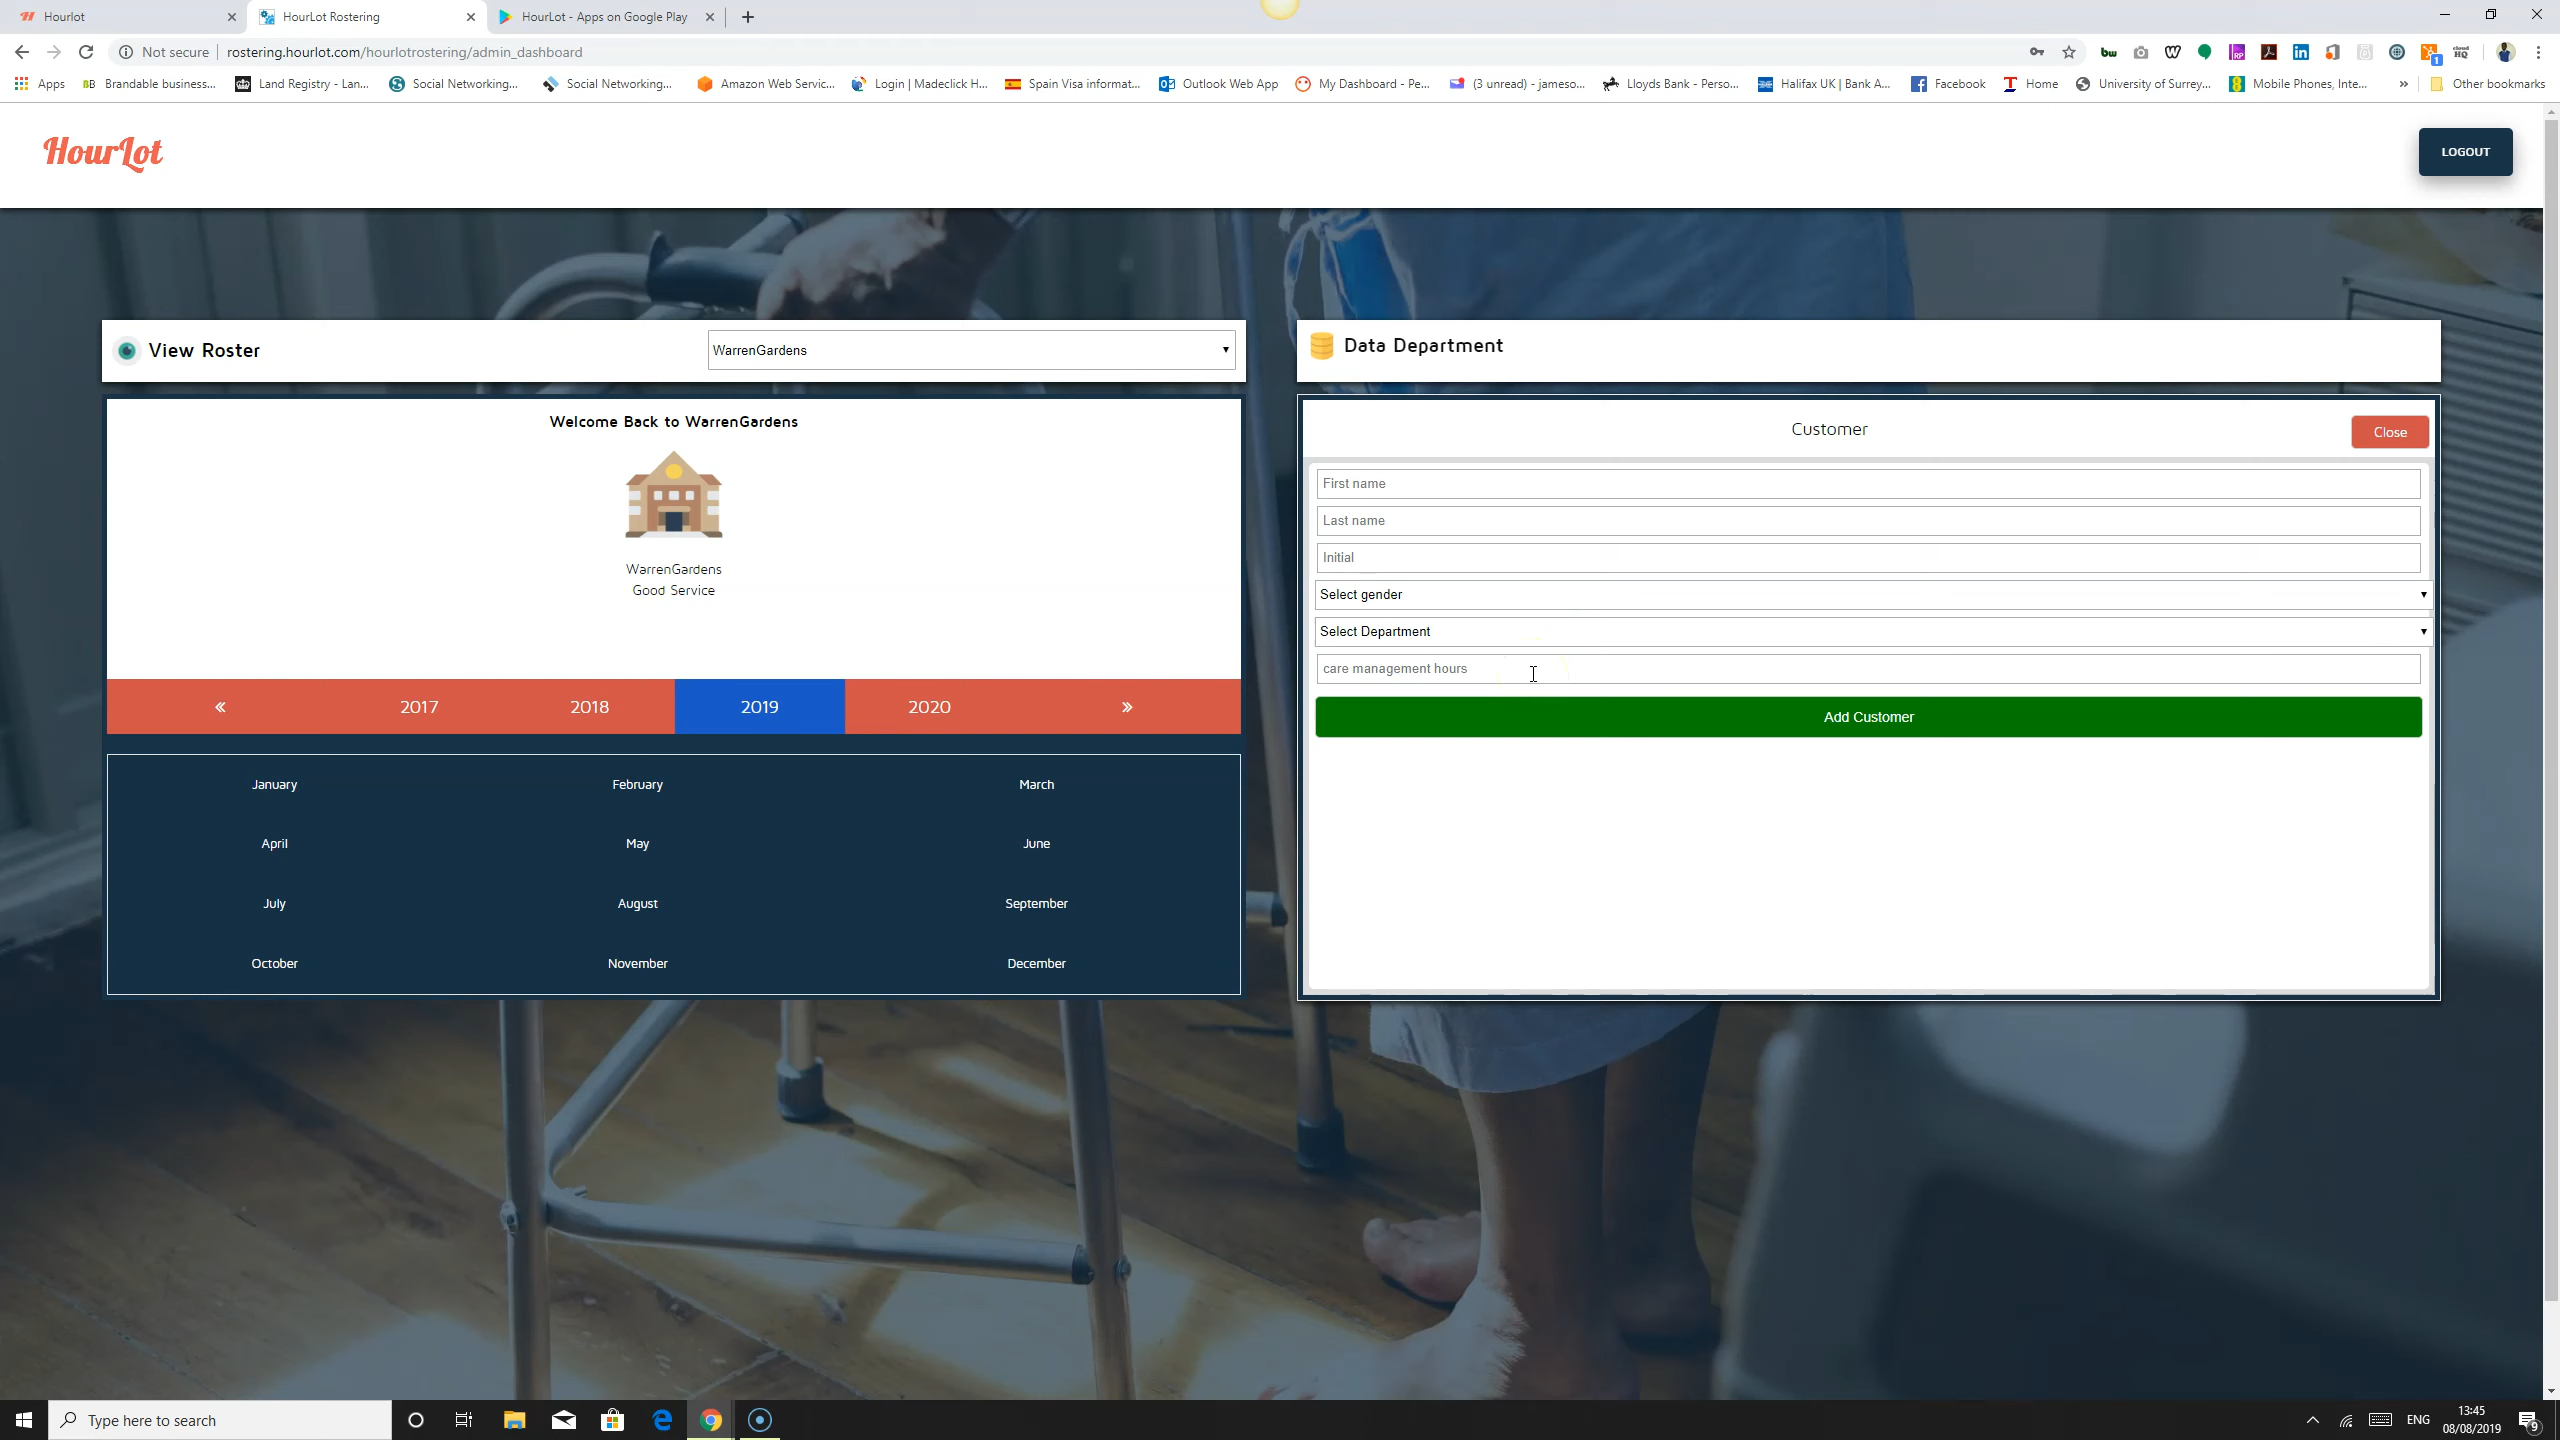 Hourlot
HourLot Rostering
HourLot - Apps on Google Play
Not secure
rostering.hourlot.com/hourlotrostering/admin_dashboard
Apps
Brandable business...
Land Registry - Lan...
Social Networking...
Social Networking...
Amazon Web Servic...
Login | Madeclick H...
Spain Visa informat...
Outlook Web App
My Dashboard - Pe...
(3 unread) - jameso...
Lloyds Bank - Perso...
Halifax UK | Bank A...
Facebook
Home
University of Surrey...
Mobile Phones, Inte...
Other bookmarks
HourLot
LOGOUT
View Roster
WarrenGardens
Welcome Back to WarrenGardens
WarrenGardens
Good Service
« 2017 2018 2019 2020 »
January February March
April May June
July August September
October November December
Data Department
Customer
Close
First name
Last name
Initial
Select gender
Select Department
care management hours
Add Customer
Type here to search
ENG
13:45
08/08/2019
9